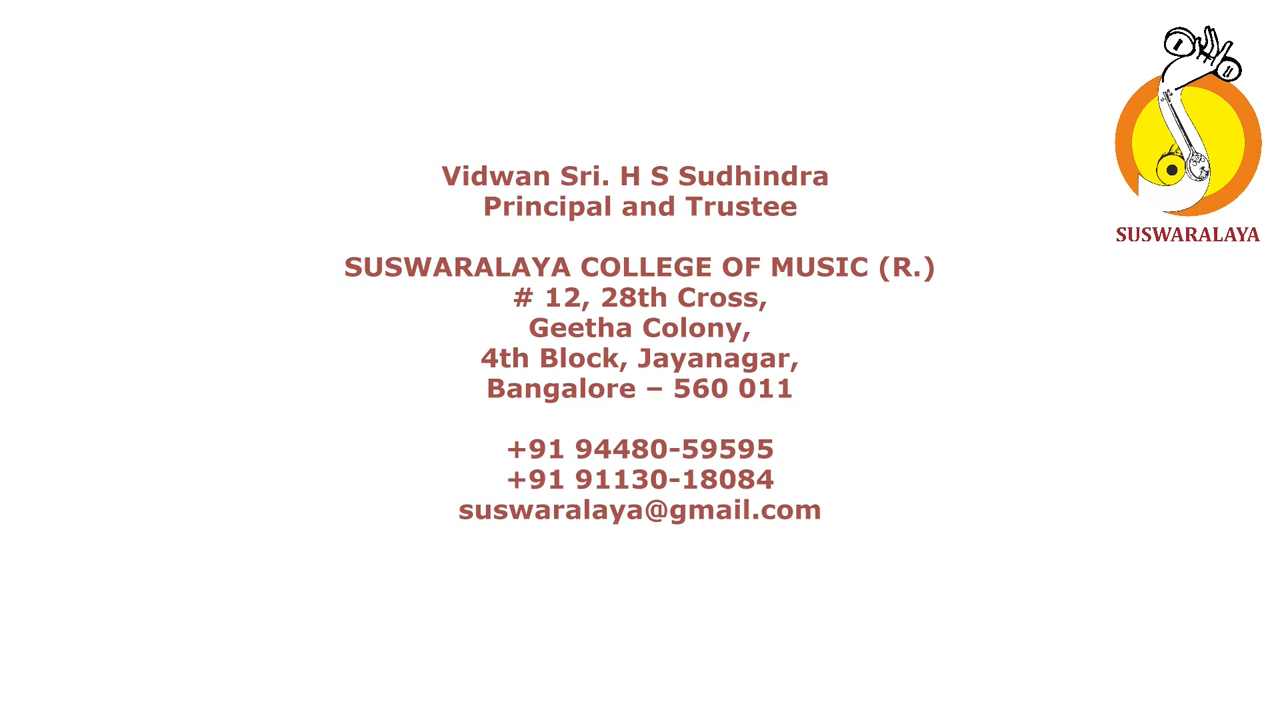 Vidwan Sri. H S Sudhindra
Principal and Trustee
SUSWARALAYA COLLEGE OF MUSIC (R.)
# 12, 28th Cross,
Geetha Colony,
4th Block, Jayanagar,
Bangalore – 560 011
+91 94480-59595
+91 91130-18084
suswaralaya@gmail.com
SUSWARALAYA